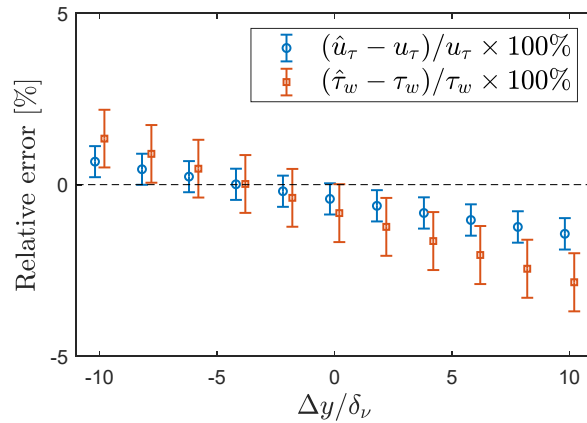 5
(û_τ − u_τ)/u_τ × 100%
(τ̂_w − τ_w)/τ_w × 100%
Relative error [%]
0
-5
-10 -5 0 5 10
Δy/δ_ν